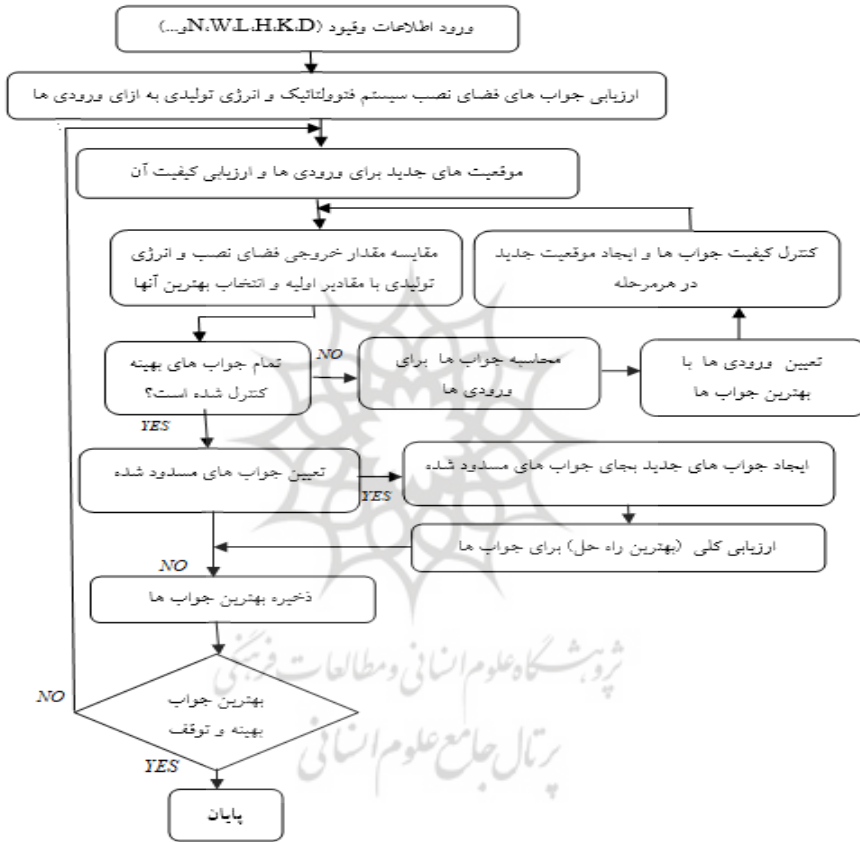 ورود اطلاعات وقیود (N،W،L،H،K،Dو...)
ارزیابی جواب های فضای نصب سیستم فتوولتاتیک و انرژی تولیدی به ازای ورودی ها
موقعیت های جدید برای ورودی ها و ارزیابی کیفیت آن
مقایسه مقدار خروجی فضای نصب و انرژی
تولیدی با مقادیر اولیه و انتخاب بهترین آنها
کنترل کیفیت جواب ها و ایجاد موقعیت جدید
در هرمرحله
تمام جواب های بهینه
کنترل شده است؟
NO
محاسبه جواب ها برای
ورودی ها
تعیین ورودی ها با
بهترین جواب ها
YES
تعیین جواب های مسدود شده
YES
ایجاد جواب های جدید بجای جواب های مسدود شده
ارزیابی کلی (بهترین راه حل) برای جواب ها
NO
ذخیره بهترین جواب ها
پژوهشگاه علوم انسانی و مطالعات فرهنگی
NO
بهترین جواب
بهینه و توقف
پرتال جامع علوم انسانی
YES
پایان